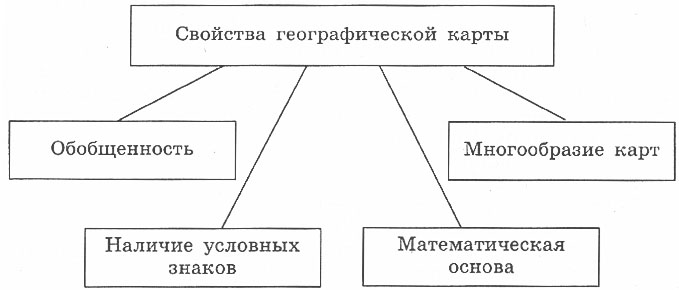 Свойства географической карты
Обобщенность
Многообразие карт
Наличие условных
знаков
Математическая
основа